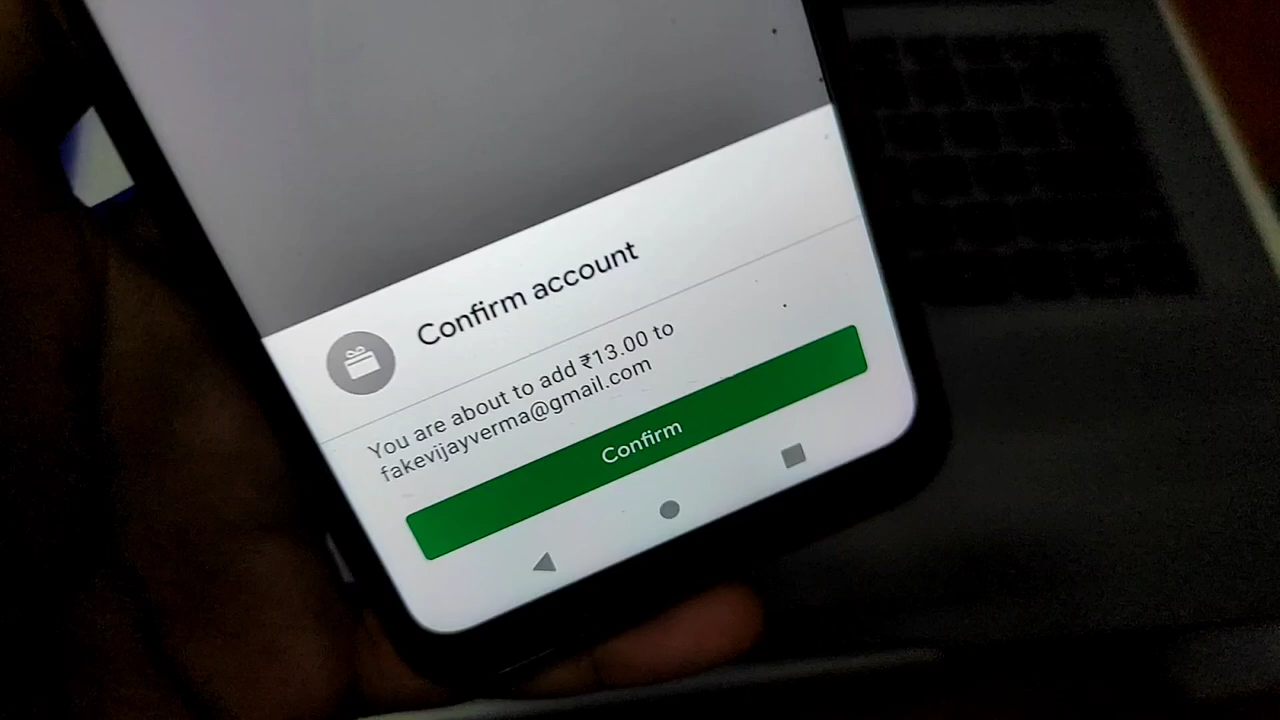 Confirm account
You are about to add ₹13.00 to
fakevijayverma@gmail.com
Confirm